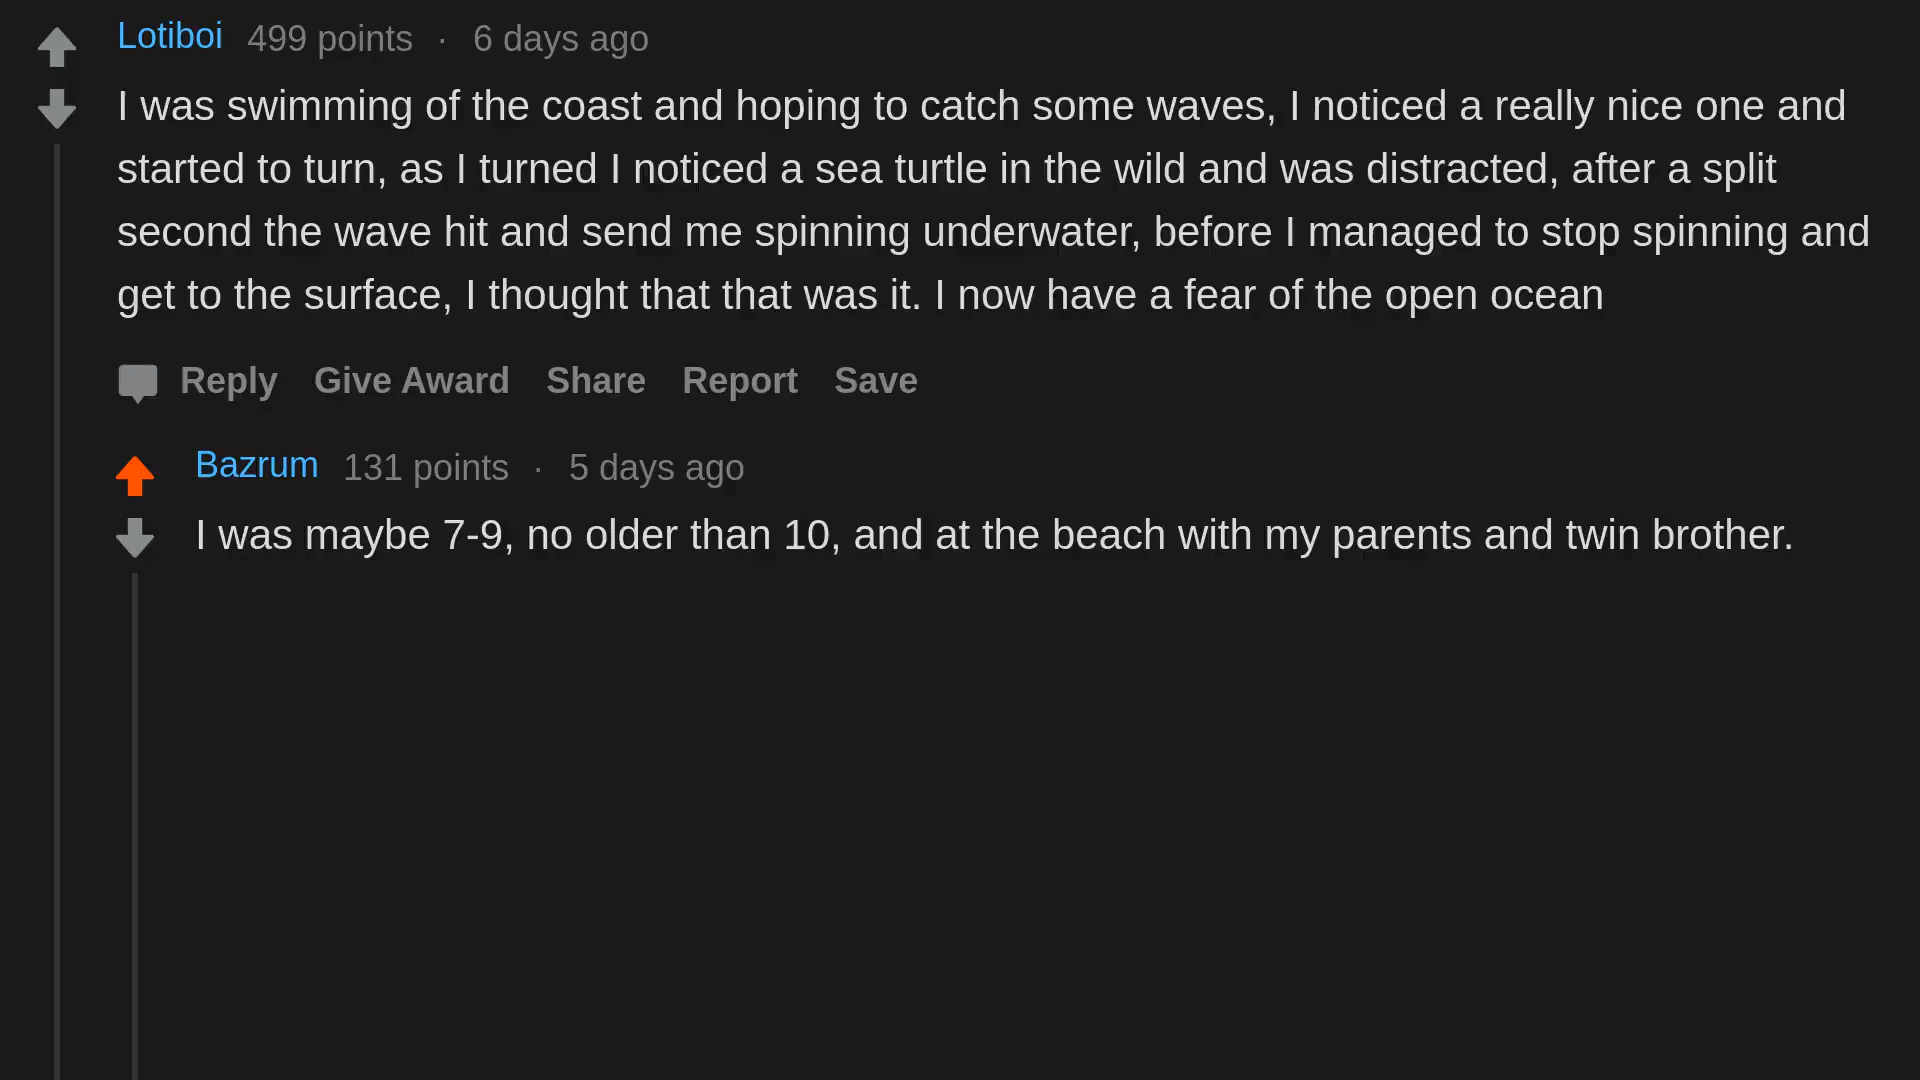 Lotiboi 499 points · 6 days ago
I was swimming of the coast and hoping to catch some waves, I noticed a really nice one and
started to turn, as I turned I noticed a sea turtle in the wild and was distracted, after a split
second the wave hit and send me spinning underwater, before I managed to stop spinning and
get to the surface, I thought that that was it. I now have a fear of the open ocean
Reply Give Award Share Report Save
Bazrum 131 points · 5 days ago
I was maybe 7-9, no older than 10, and at the beach with my parents and twin brother.